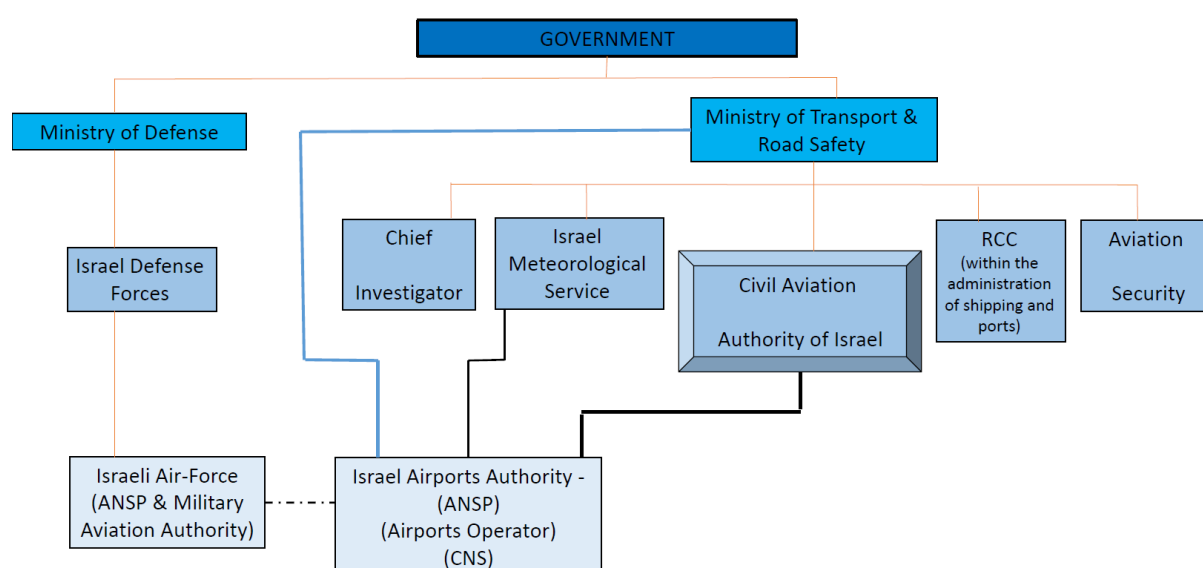 GOVERNMENT
Ministry of Defense
Ministry of Transport &
Road Safety
Chief
Investigator
Israel
Meteorological
Service
Civil Aviation
Authority of Israel
RCC
(within the
administration
of shipping and
ports)
Aviation
Security
Israel Defense
Forces
Israeli Air-Force
(ANSP & Military
Aviation Authority)
Israel Airports Authority -
(ANSP)
(Airports Operator)
(CNS)